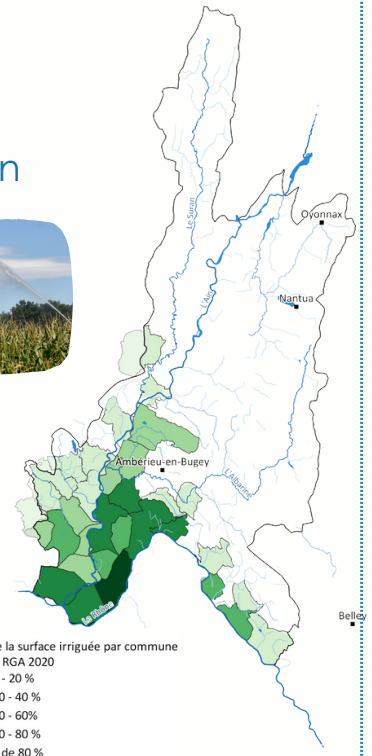 n
Oyonnax
Le Suran
L'Ain
Nantua
Ambérieu-en-Bugey
L'Albarine
Le Rhône
Belley
e la surface irriguée par commune
RGA 2020
- 20 %
0 - 40 %
0 - 60%
0 - 80 %
de 80 %